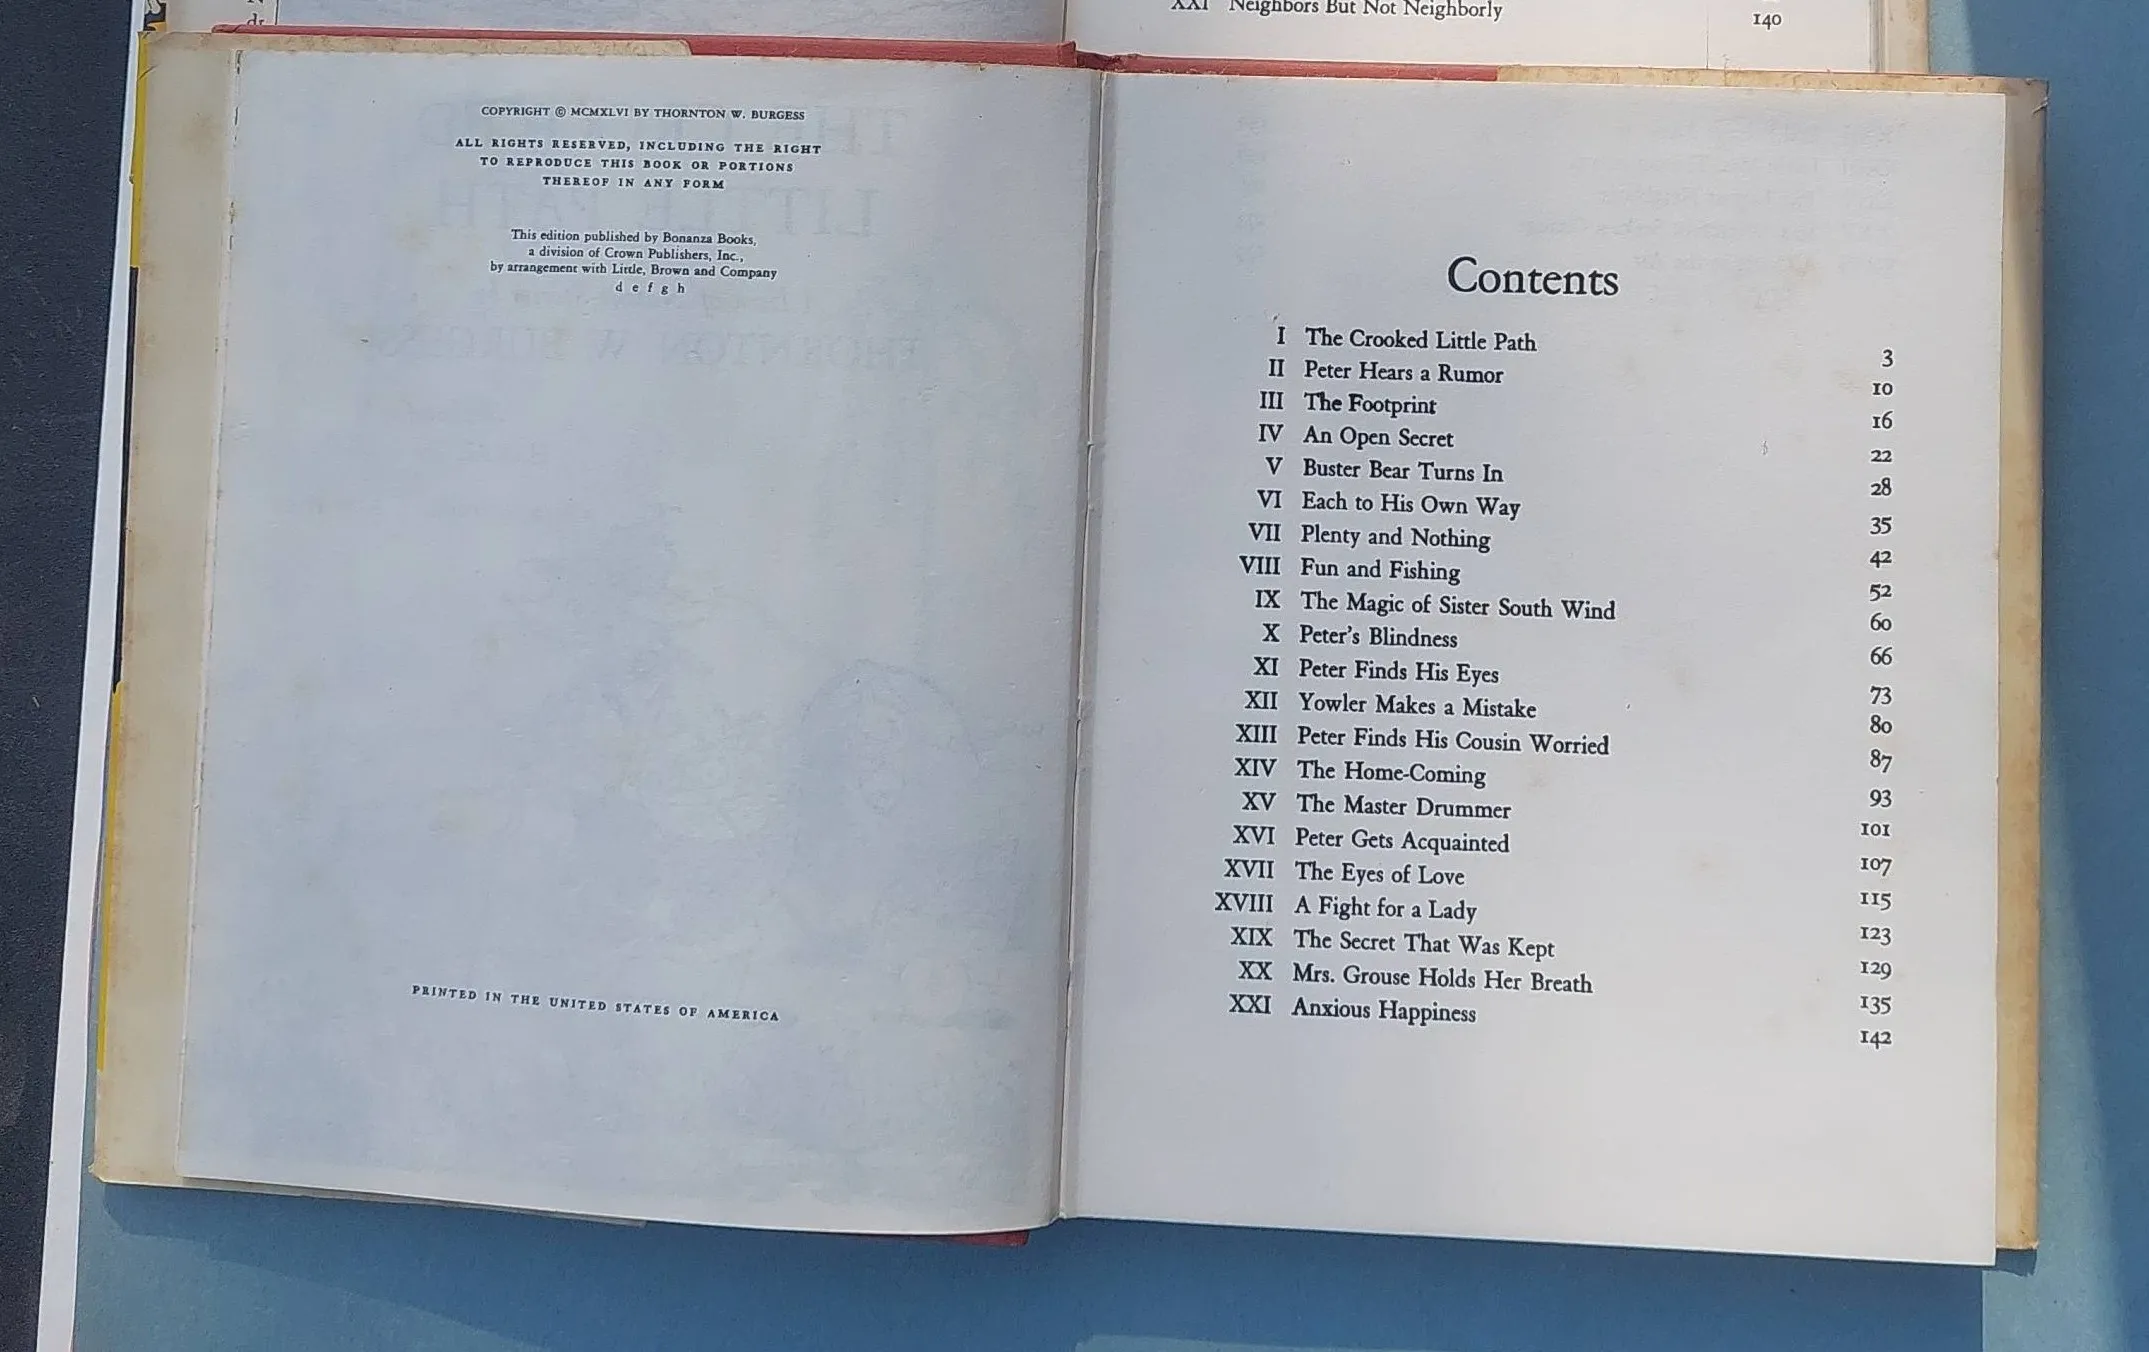 dr
XXI Neighbors But Not Neighborly 140
COPYRIGHT © MCMXLVI BY THORNTON W. BURGESS
ALL RIGHTS RESERVED, INCLUDING THE RIGHT
TO REPRODUCE THIS BOOK OR PORTIONS
THEREOF IN ANY FORM
This edition published by Bonanza Books,
a division of Crown Publishers, Inc.,
by arrangement with Little, Brown and Company
d e f g h
PRINTED IN THE UNITED STATES OF AMERICA
Contents
I The Crooked Little Path 3
II Peter Hears a Rumor 10
III The Footprint 16
IV An Open Secret 22
V Buster Bear Turns In 28
VI Each to His Own Way 35
VII Plenty and Nothing 42
VIII Fun and Fishing 52
IX The Magic of Sister South Wind 60
X Peter's Blindness 66
XI Peter Finds His Eyes 73
XII Yowler Makes a Mistake 80
XIII Peter Finds His Cousin Worried 87
XIV The Home-Coming 93
XV The Master Drummer 101
XVI Peter Gets Acquainted 107
XVII The Eyes of Love 115
XVIII A Fight for a Lady 123
XIX The Secret That Was Kept 129
XX Mrs. Grouse Holds Her Breath 135
XXI Anxious Happiness 142